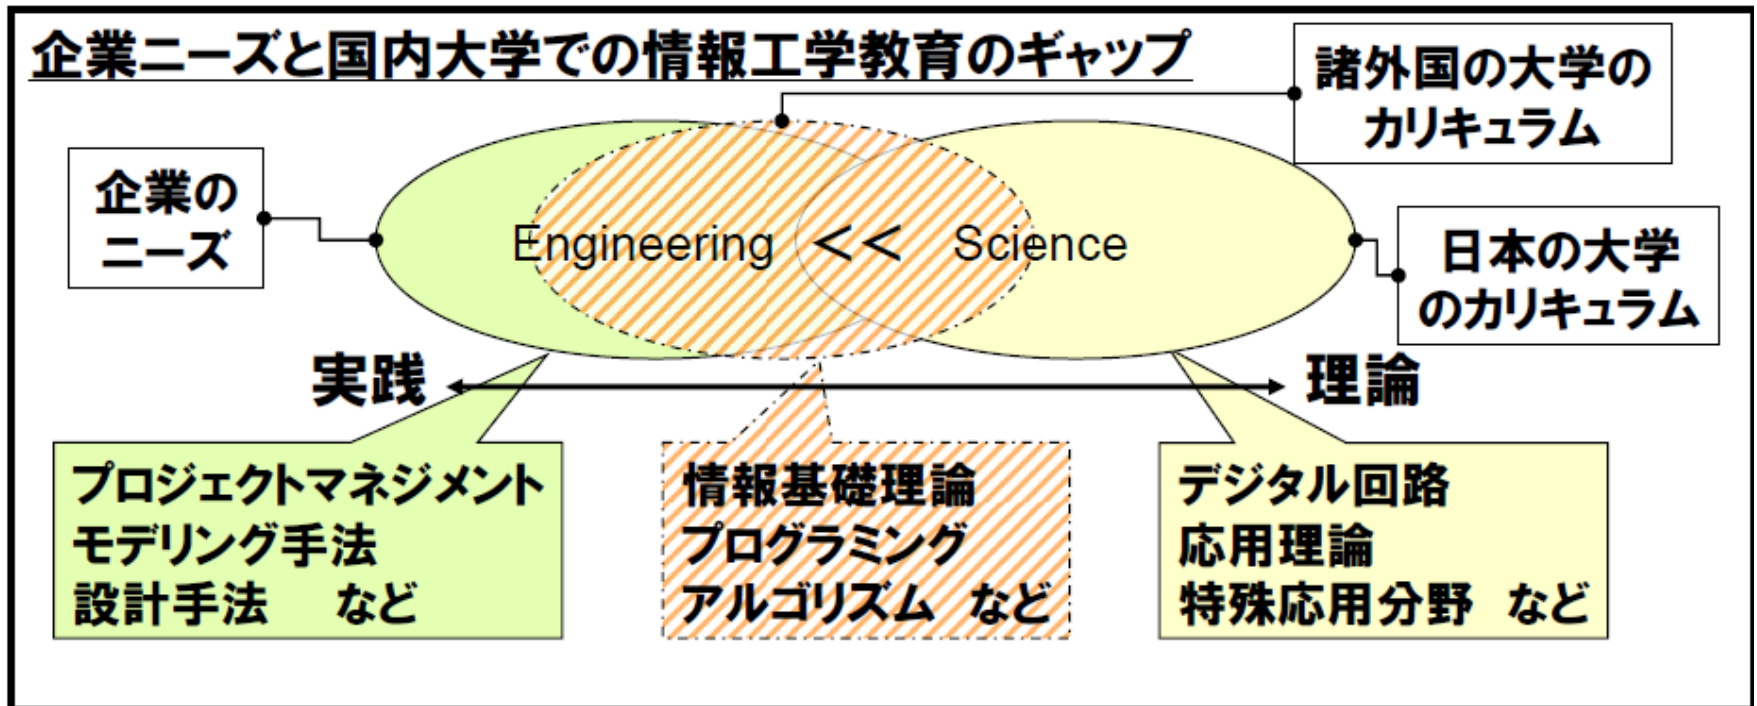 企業ニーズと国内大学での情報工学教育のギャップ
諸外国の大学の
カリキュラム
企業の
ニーズ
Engineering << Science
日本の大学
のカリキュラム
実践
理論
プロジェクトマネジメント
モデリング手法
設計手法 など
情報基礎理論
プログラミング
アルゴリズム など
デジタル回路
応用理論
特殊応用分野 など